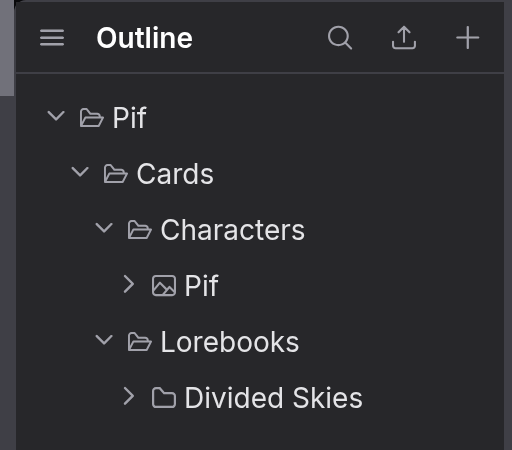 Outline
Pif
Cards
Characters
Pif
Lorebooks
Divided Skies